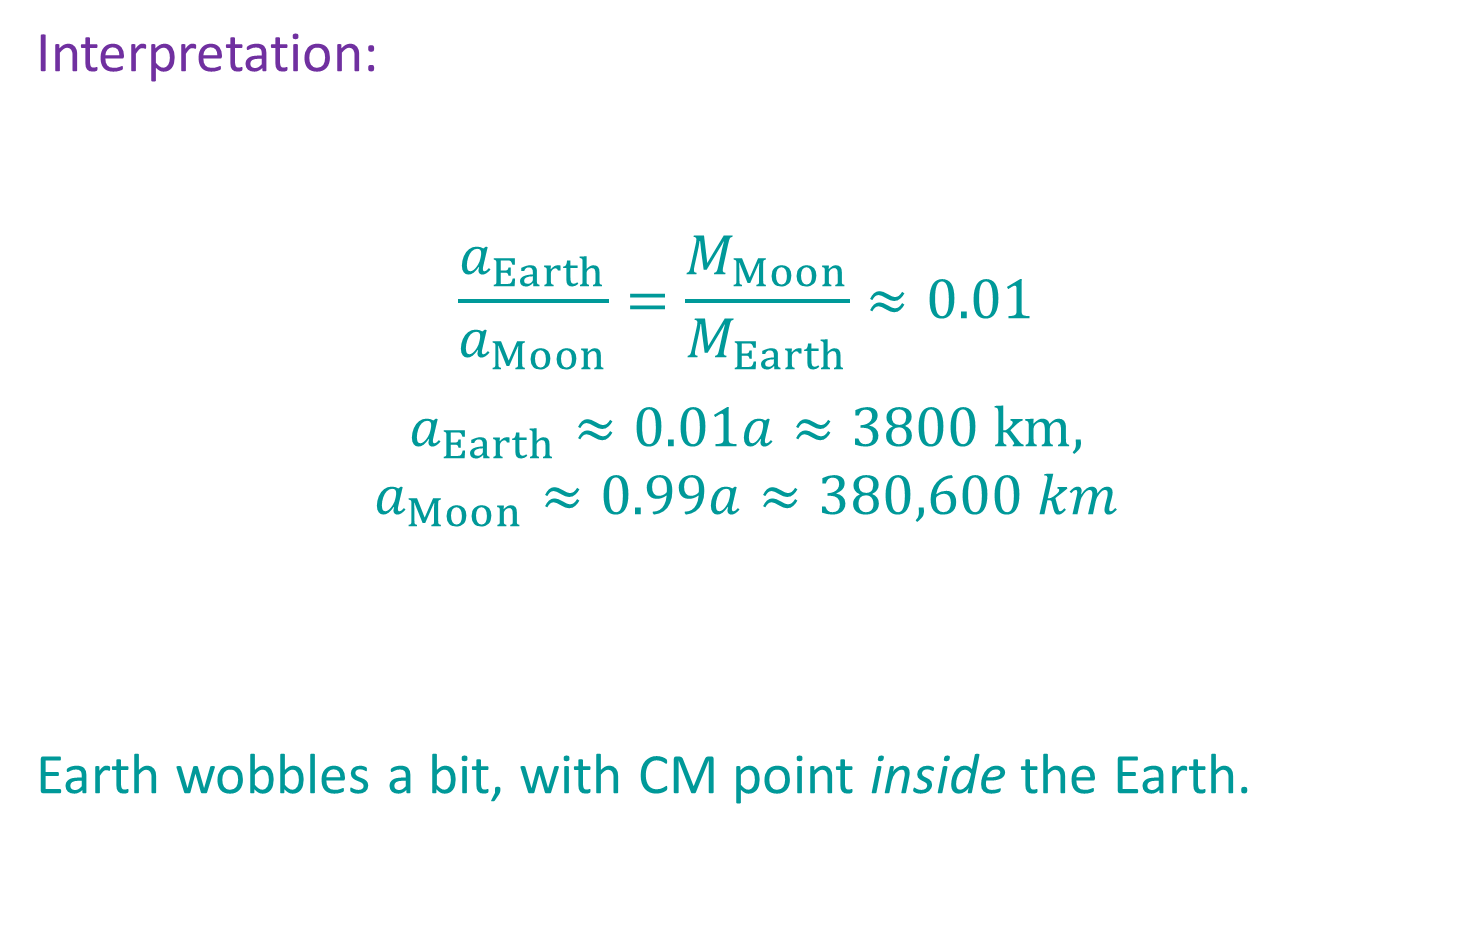 Interpretation:
a_Earth / a_Moon = M_Moon / M_Earth ≈ 0.01
a_Earth ≈ 0.01a ≈ 3800 km,
a_Moon ≈ 0.99a ≈ 380,600 km
Earth wobbles a bit, with CM point inside the Earth.